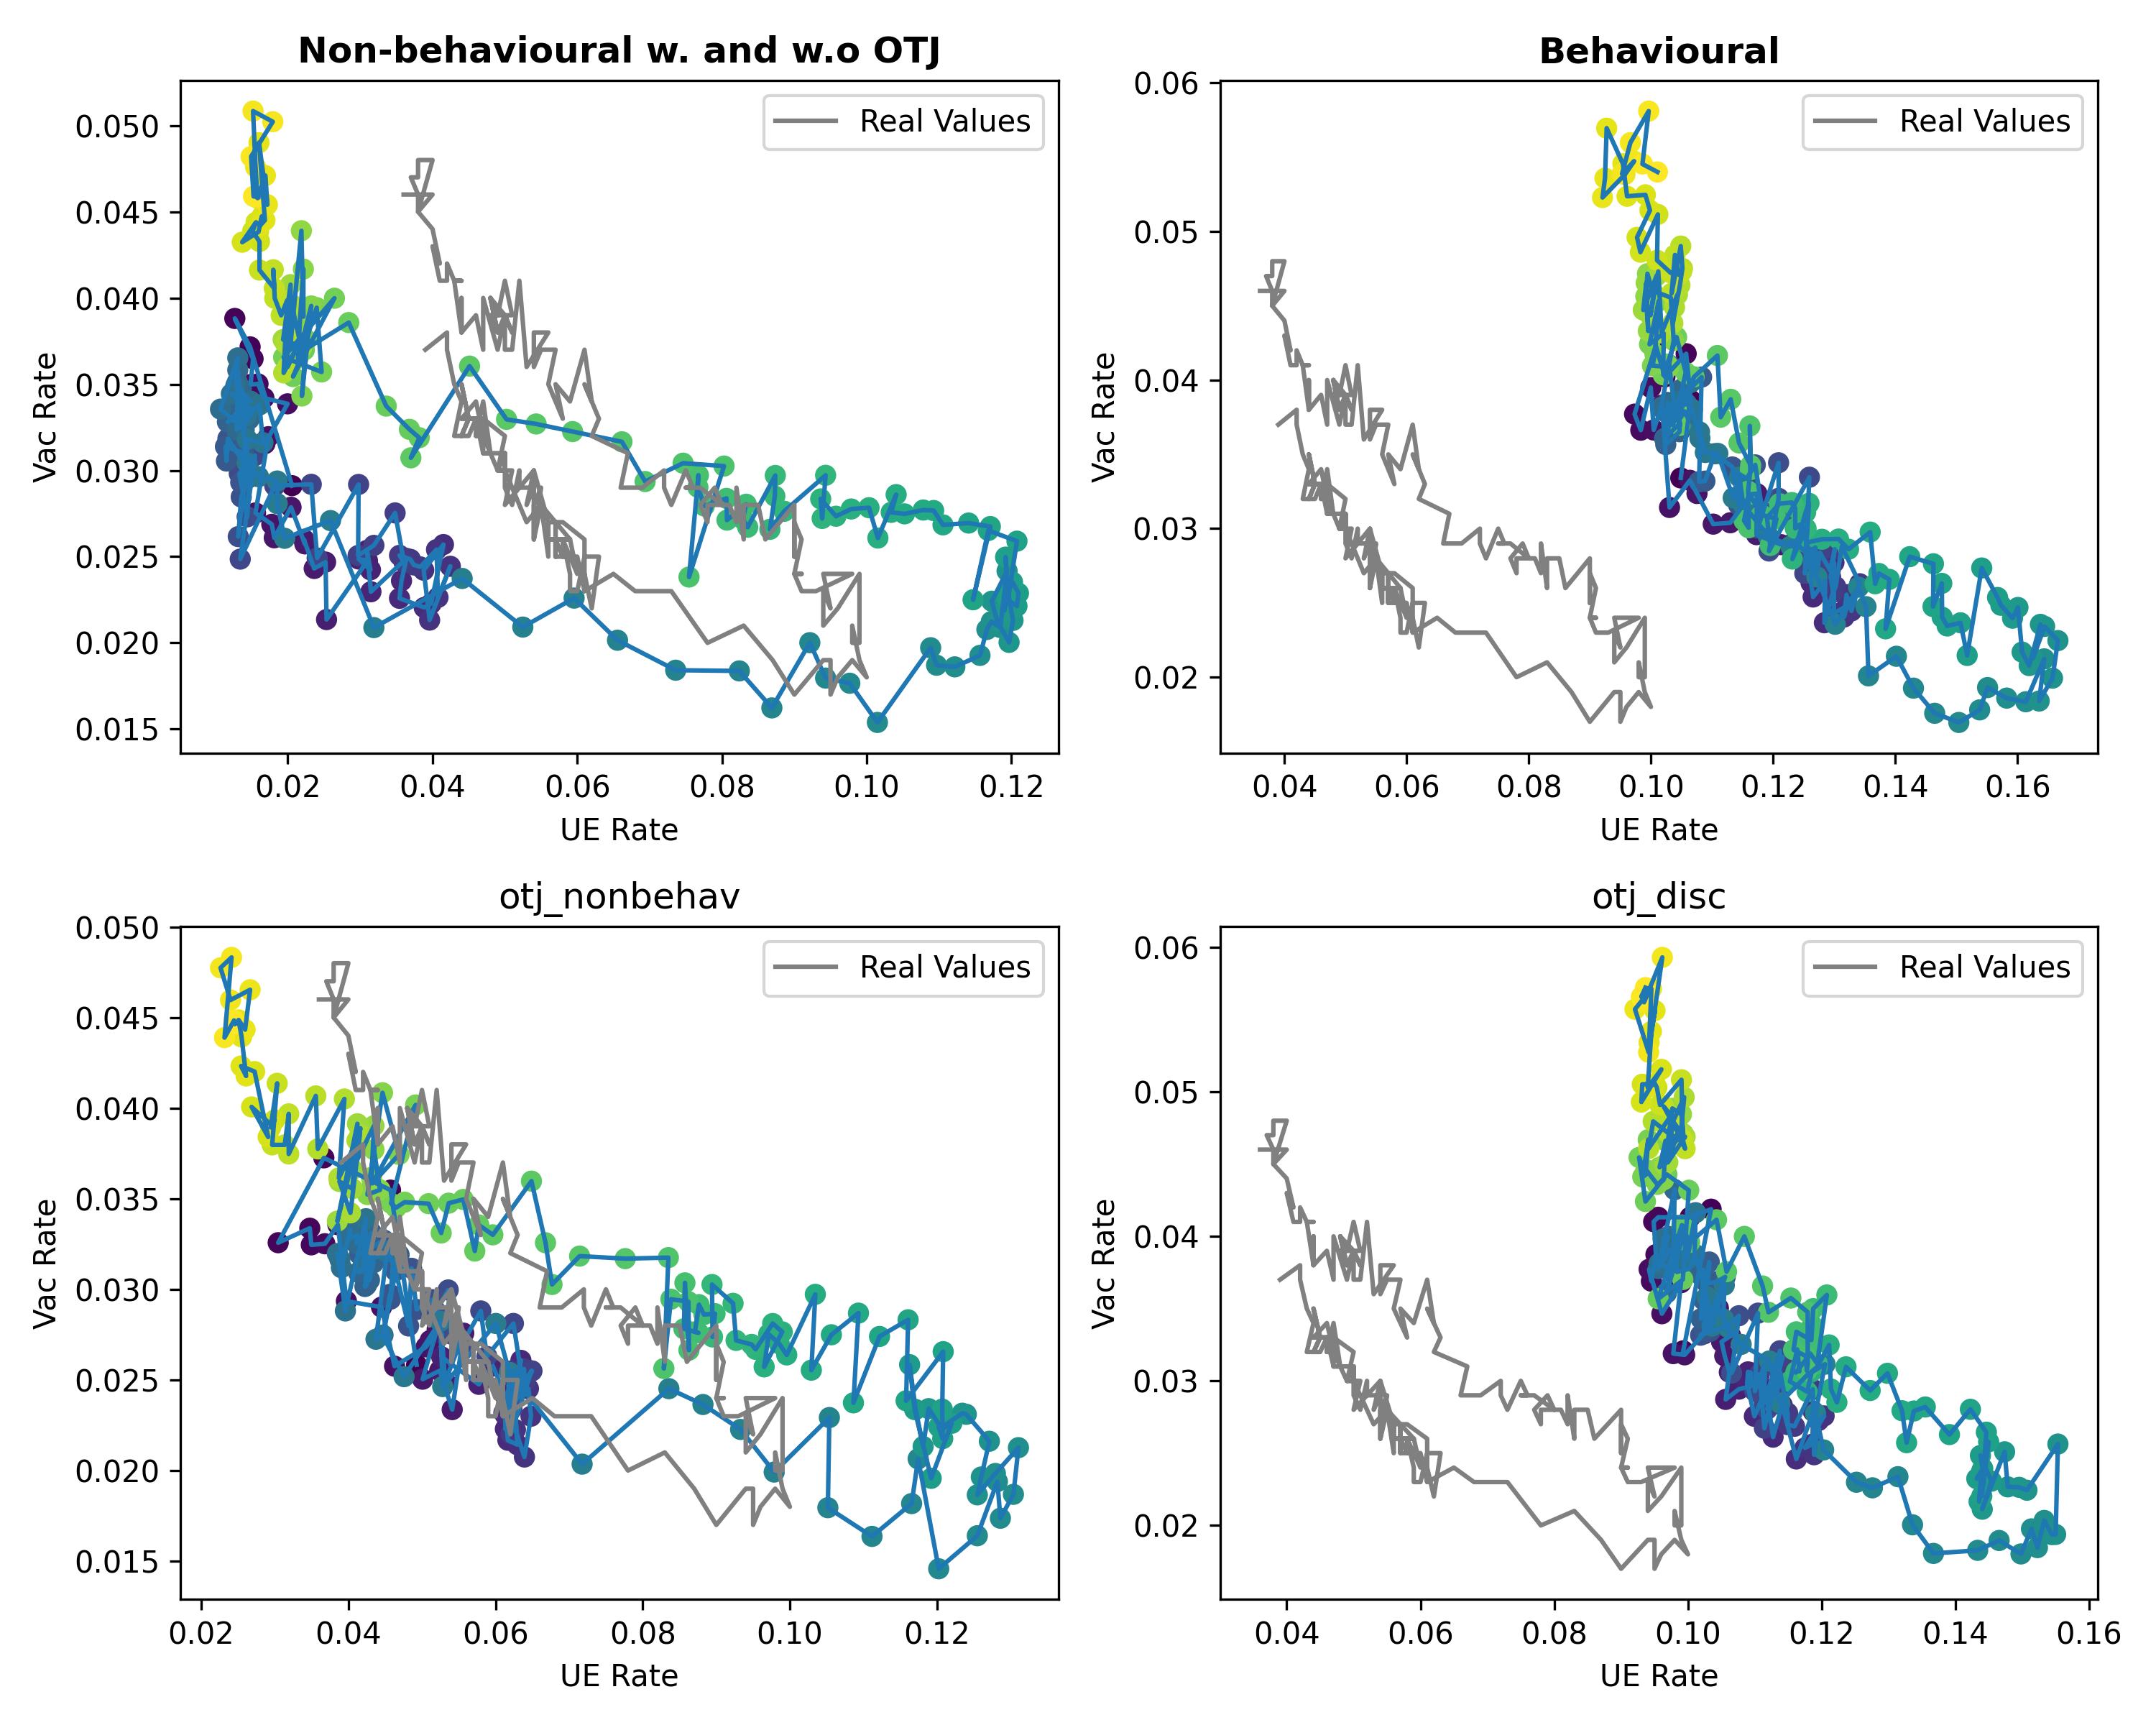 Non-behavioural w. and w.o OTJ
Real Values
0.050
0.045
0.040
0.035
0.030
0.025
0.020
0.015
Vac Rate
0.02 0.04 0.06 0.08 0.10 0.12
UE Rate
Behavioural
Real Values
0.06
0.05
0.04
0.03
0.02
Vac Rate
0.04 0.06 0.08 0.10 0.12 0.14 0.16
UE Rate
otj_nonbehav
Real Values
0.050
0.045
0.040
0.035
0.030
0.025
0.020
0.015
Vac Rate
0.02 0.04 0.06 0.08 0.10 0.12
UE Rate
otj_disc
Real Values
0.06
0.05
0.04
0.03
0.02
Vac Rate
0.04 0.06 0.08 0.10 0.12 0.14 0.16
UE Rate